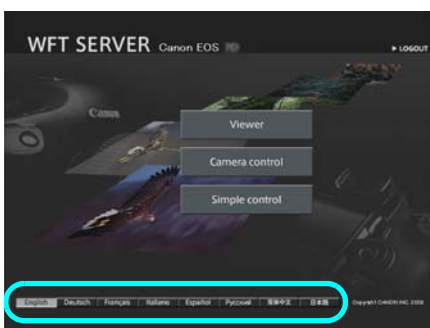 WFT SERVER Canon EOS
LOGOUT
Canon
Viewer
Camera control
Simple control
English Deutsch Français Italiano Español Русский 简体中文 日本語
Copyright CANON INC. 2008